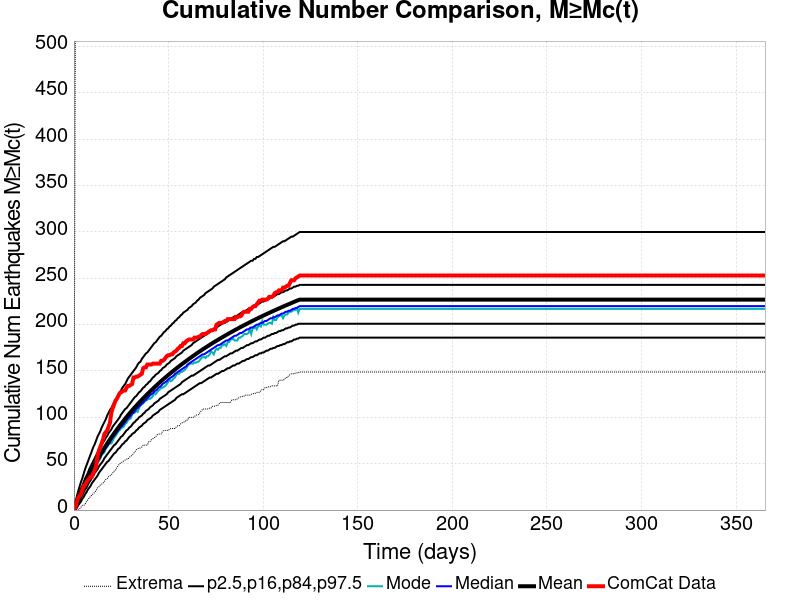 Cumulative Number Comparison, M≥Mc(t)
Cumulative Num Earthquakes M≥Mc(t)
500
450
400
350
300
250
200
150
100
50
0
0 50 100 150 200 250 300 350
Time (days)
Extrema p2.5,p16,p84,p97.5 Mode Median Mean ComCat Data